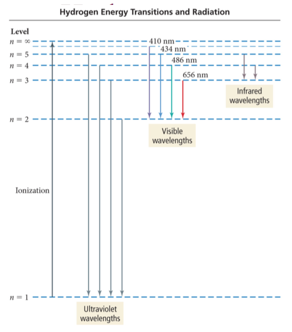 Hydrogen Energy Transitions and Radiation
Level
n = ∞
410 nm
434 nm
n = 5
486 nm
n = 4
656 nm
n = 3
Infrared
wavelengths
n = 2
Visible
wavelengths
Ionization
n = 1
Ultraviolet
wavelengths